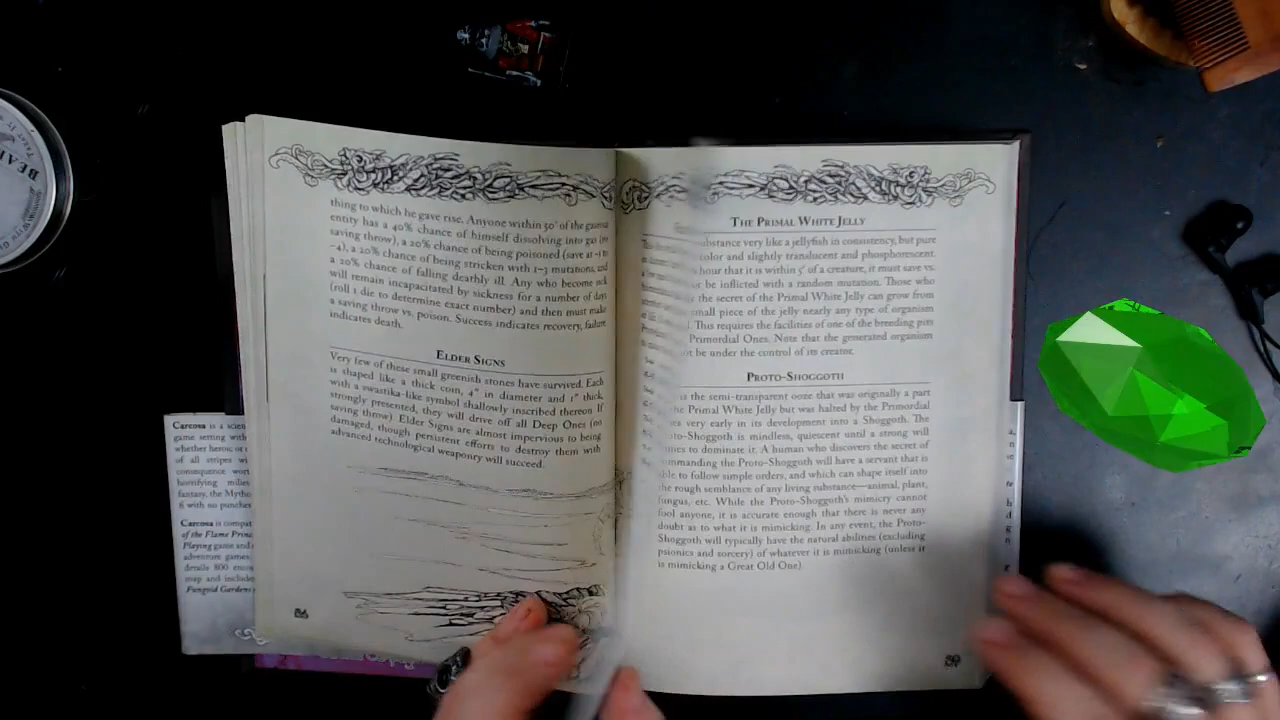 thing to which he gave rise. Anyone within 50' of the gaseous
entity has a 40% chance of himself dissolving into gas (no
saving throw), a 20% chance of being poisoned (save at -1 to
-4), a 20% chance of being stricken with 1-3 mutations, and
a 20% chance of falling deathly ill. Any who become sick
will remain incapacitated by sickness for a number of days
(roll 1 die to determine exact number) and then must make
a saving throw vs. poison. Success indicates recovery, failure
indicates death.
ELDER SIGNS
Very few of these small greenish stones have survived. Each
is shaped like a thick coin, 4" in diameter and 1" thick,
with a swastika-like symbol shallowly inscribed thereon. If
strongly presented, they will drive off all Deep Ones (no
saving throw). Elder Signs are almost impervious to being
damaged, though persistent efforts to destroy them with
advanced technological weaponry will succeed.
Carcosa is a scien
game setting with
whether heroic or
of all stripes wi
consequence wort
horrifying
fantasy, the Mytho
fi with no punches
Carcosa is compat
of the Flame Prin
Playing game and
adventure games
details 800 enco
map and include
Fungoid Gardens
THE PRIMAL WHITE JELLY
substance very like a jellyfish in consistency, but pure
color and slightly translucent and phosphorescent.
hour that it is within 5' of a creature, it must save vs.
or be inflicted with a random mutation. Those who
the secret of the Primal White Jelly can grow from
small piece of the jelly nearly any type of organism
This requires the facilities of one of the breeding pits
Primordial Ones. Note that the generated organism
not be under the control of its creator.
PROTO-SHOGGOTH
is the semi-transparent ooze that was originally a part
the Primal White Jelly but was halted by the Primordial
very early in its development into a Shoggoth. The
to-Shoggoth is mindless, quiescent until a strong will
to dominate it. A human who discovers the secret of
mmanding the Proto-Shoggoth will have a servant that is
able to follow simple orders, and which can shape itself into
the rough semblance of any living substance—animal, plant,
fungus, etc. While the Proto-Shoggoth's mimicry cannot
fool anyone, it is accurate enough that there is never any
doubt as to what it is mimicking. In any event, the Proto-
Shoggoth will typically have the natural abilities (excluding
psionics and sorcery) of whatever it is mimicking (unless it
is mimicking a Great Old One)